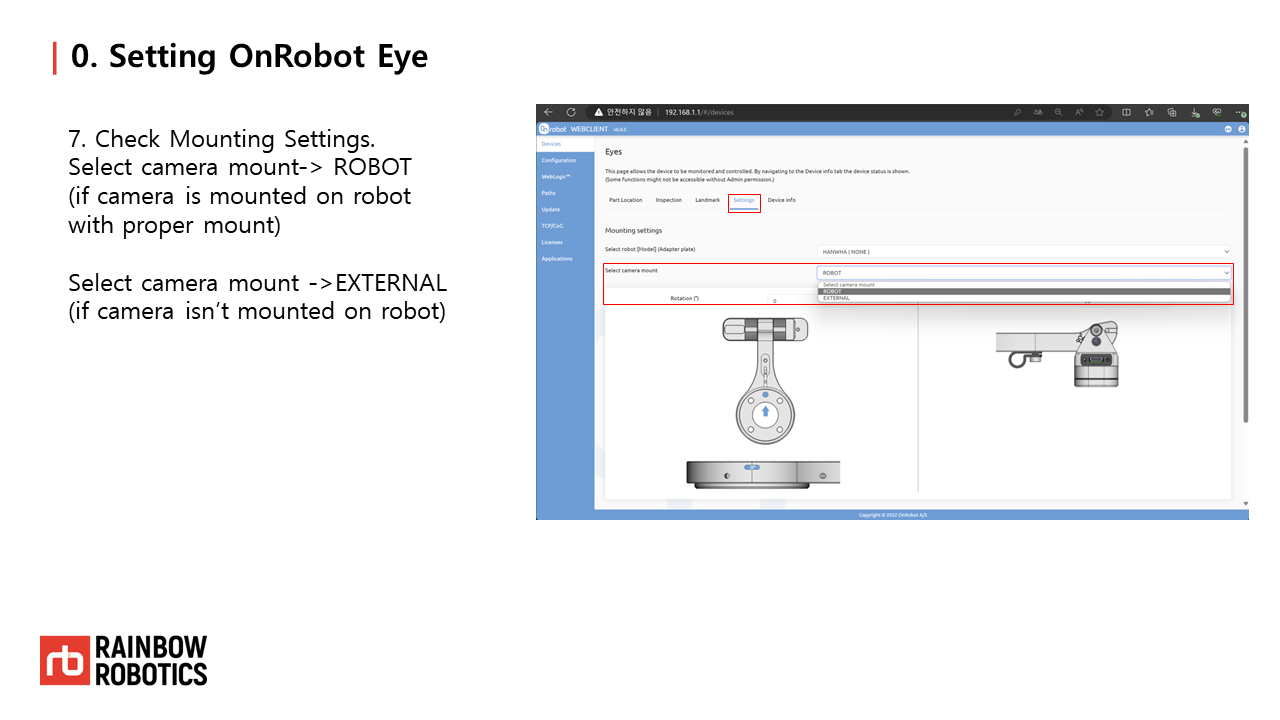 0. Setting OnRobot Eye
7. Check Mounting Settings.
Select camera mount-> ROBOT
(if camera is mounted on robot
with proper mount)
Select camera mount ->EXTERNAL
(if camera isn't mounted on robot)
안전하지 않음 192.168.1.1/#/devices
OnRobot WEBCLIENT
Devices
Configuration
WebLogic™
Paths
Update
TCP/CoG
Licenses
Applications
Eyes
This page allows the device to be monitored and controlled. By navigating to the Device info tab the device status is shown.
(Some functions might not be accessible without Admin permission.)
Part Location Inspection Landmark Settings Device info
Mounting settings
Select robot [Model] (Adapter plate) HANWHA ( NONE )
Select camera mount ROBOT
Select camera mount
ROBOT
EXTERNAL
Rotation (°) 0
Copyright © 2022 OnRobot A/S
RAINBOW
ROBOTICS